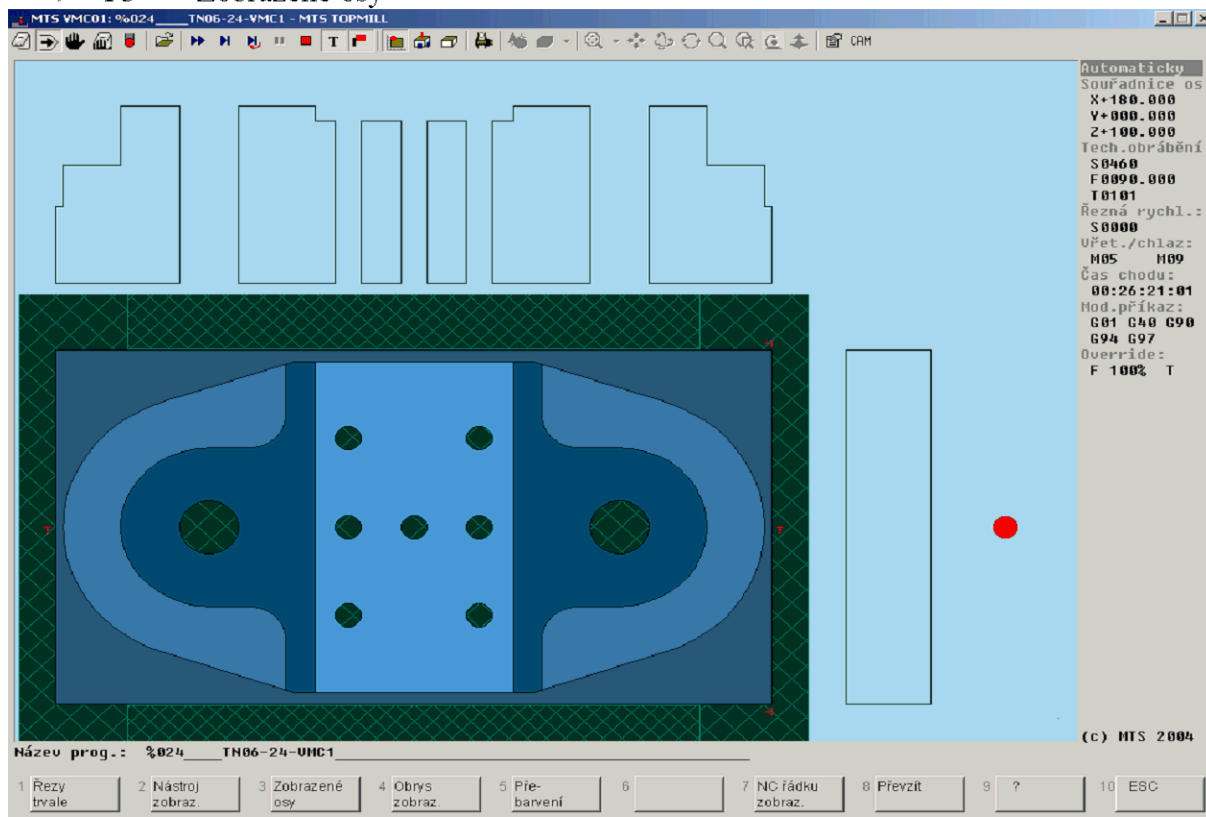 Zobrazené osy
MTS VMC01: %024____TN06-24-VMC1 - MTS TOPMILL
T
CAM
Automaticky
Souřadnice os
X+180.000
Y+000.000
Z+100.000
Tech.obrábění
S0460
F0090.000
T0101
Řezná rychl.:
S0000
Vřet./chlaz:
M05 M09
Čas chodu:
00:26:21:01
Mod.příkaz:
G01 G40 G90
G94 G97
Override:
F 100% T
(c) MTS 2004
Název prog.: %024____TN06-24-VMC1
1 Řezy trvale
2 Nástroj zobraz.
3 Zobrazené osy
4 Obrys zobraz.
5 Pře- barvení
6
7 NC řádku zobraz.
8 Převzít
9 ?
10 ESC